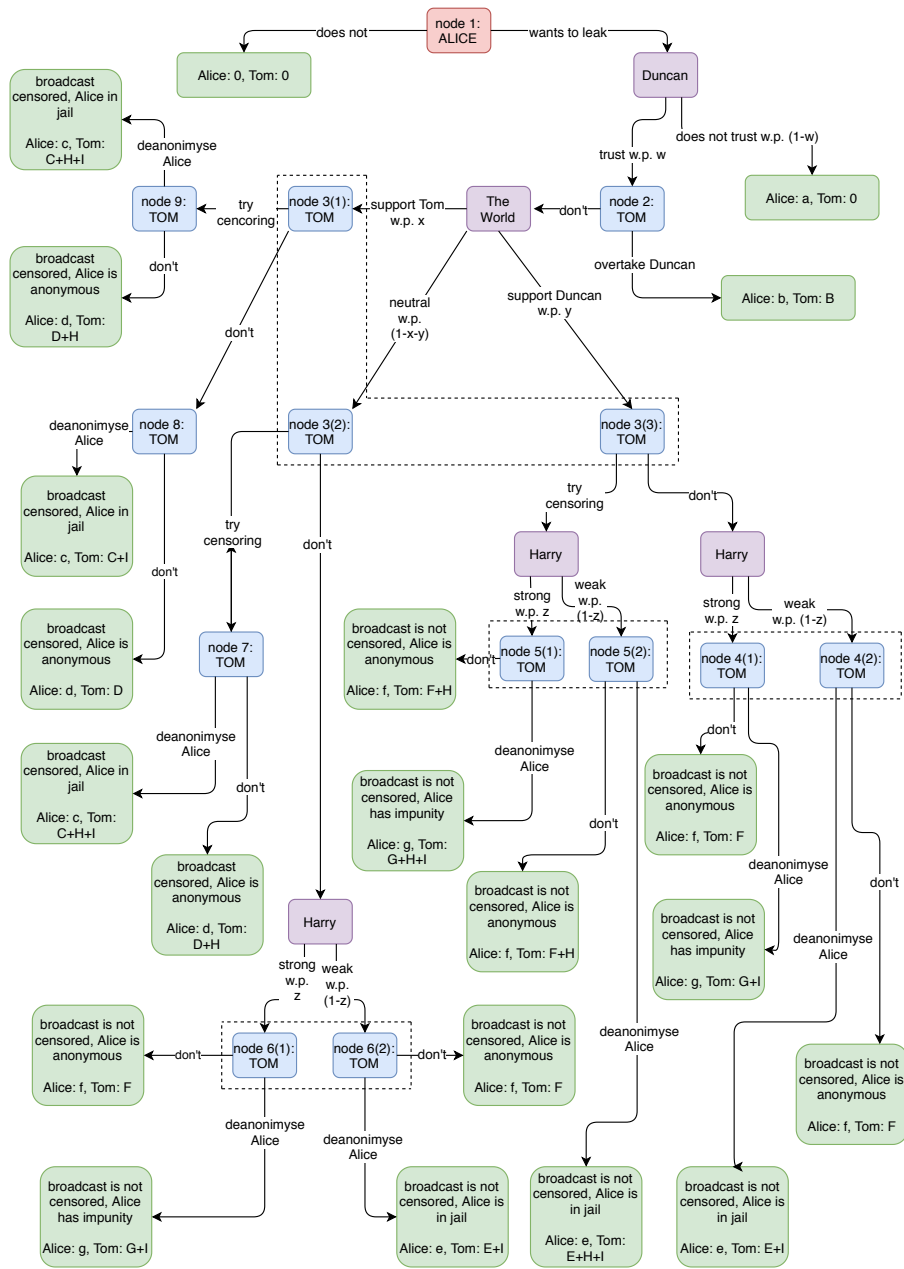 node 1:
ALICE
does not
wants to leak
Alice: 0, Tom: 0
Duncan
does not trust w.p. (1-w)
trust w.p. w
Alice: a, Tom: 0
broadcast
censored, Alice in
jail
Alice: c, Tom:
C+H+I
deanonimyse
Alice
node 9:
TOM
try
cencoring
node 3(1):
TOM
support Tom
w.p. x
The
World
don't
node 2:
TOM
don't
overtake Duncan
Alice: b, Tom: B
broadcast
censored, Alice is
anonymous
Alice: d, Tom:
D+H
neutral
w.p.
(1-x-y)
support Duncan
w.p. y
don't
deanonimyse
Alice
node 8:
TOM
node 3(2):
TOM
node 3(3):
TOM
broadcast
censored, Alice in
jail
Alice: c, Tom: C+I
don't
try
censoring
don't
try
censoring
don't
Harry
Harry
strong
w.p. z
weak
w.p.
(1-z)
strong
w.p. z
weak
w.p. (1-z)
broadcast
censored, Alice is
anonymous
Alice: d, Tom: D
node 7:
TOM
broadcast is not
censored, Alice is
anonymous
Alice: f, Tom: F+H
don't
node 5(1):
TOM
node 5(2):
TOM
node 4(1):
TOM
node 4(2):
TOM
deanonimyse
Alice
don't
broadcast
censored, Alice in
jail
Alice: c, Tom:
C+H+I
deanonimyse
Alice
don't
don't
broadcast is not
censored, Alice is
anonymous
Alice: f, Tom: F
broadcast is not
censored, Alice
has impunity
Alice: g, Tom:
G+H+I
deanonimyse
Alice
don't
broadcast
censored, Alice is
anonymous
Alice: d, Tom:
D+H
broadcast is not
censored, Alice is
anonymous
Alice: f, Tom: F+H
broadcast is not
censored, Alice
has impunity
Alice: g, Tom: G+I
deanonimyse
Alice
Harry
strong
w.p.
z
weak
w.p.
(1-z)
broadcast is not
censored, Alice is
anonymous
Alice: f, Tom: F
don't
node 6(1):
TOM
node 6(2):
TOM
don't
broadcast is not
censored, Alice is
anonymous
Alice: f, Tom: F
deanonimyse
Alice
broadcast is not
censored, Alice is
anonymous
Alice: f, Tom: F
deanonimyse
Alice
deanonimyse
Alice
broadcast is not
censored, Alice
has impunity
Alice: g, Tom: G+I
broadcast is not
censored, Alice is
in jail
Alice: e, Tom: E+I
broadcast is not
censored, Alice is
in jail
Alice: e, Tom:
E+H+I
broadcast is not
censored, Alice is
in jail
Alice: e, Tom: E+I